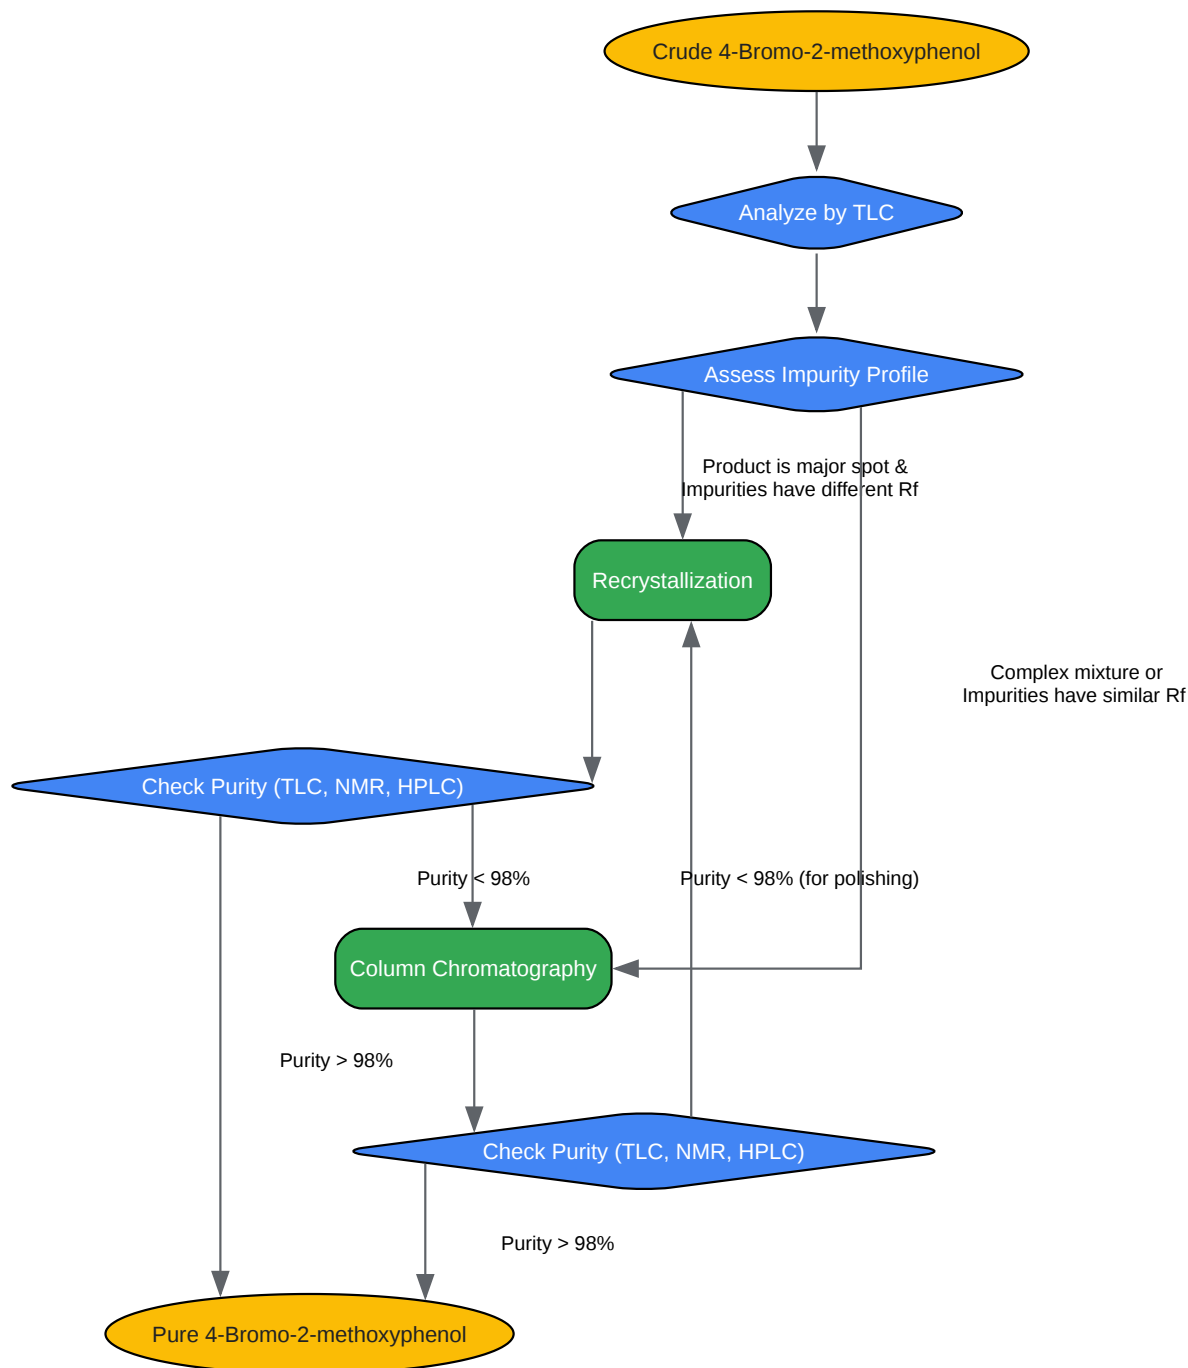 Crude 4-Bromo-2-methoxyphenol
Analyze by TLC
Assess Impurity Profile
Product is major spot &
Impurities have different Rf
Recrystallization
Complex mixture or
Impurities have similar Rf
Check Purity (TLC, NMR, HPLC)
Purity < 98%
Purity < 98% (for polishing)
Column Chromatography
Purity > 98%
Check Purity (TLC, NMR, HPLC)
Purity > 98%
Pure 4-Bromo-2-methoxyphenol